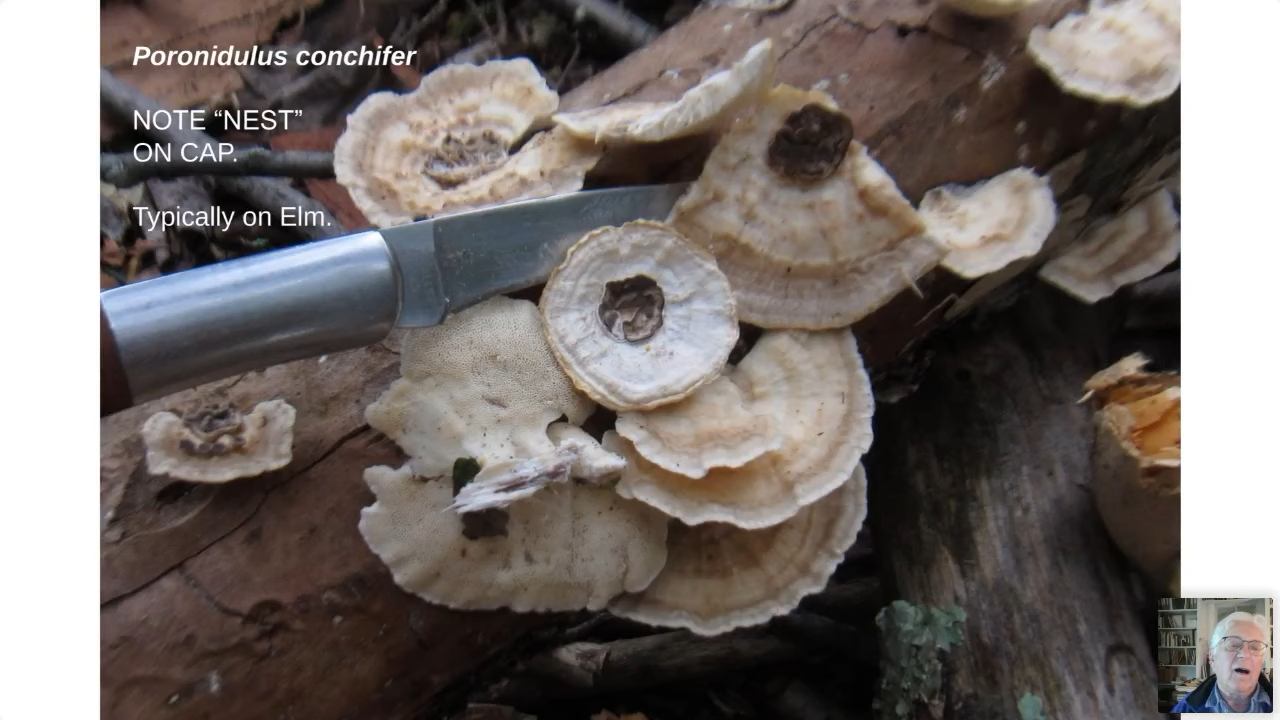 Poronidulus conchifer
NOTE “NEST”
ON CAP.
Typically on Elm.